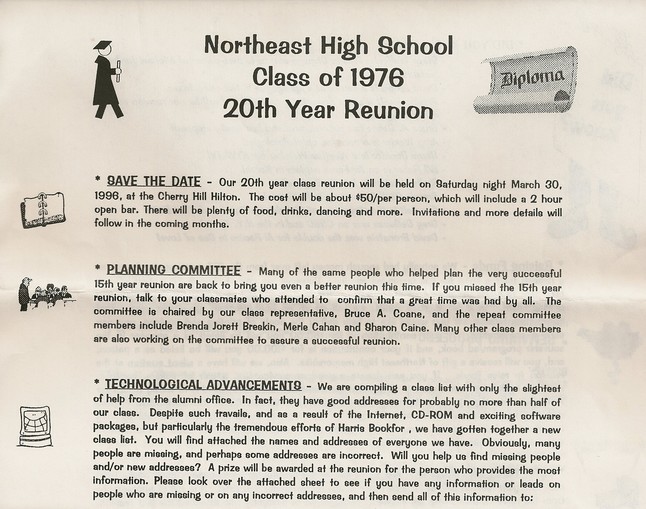 Northeast High School
Class of 1976
20th Year Reunion
Diploma
* SAVE THE DATE - Our 20th year class reunion will be held on Saturday night March 30,
1996, at the Cherry Hill Hilton. The cost will be about $50/per person, which will include a 2 hour
open bar. There will be plenty of food, drinks, dancing and more. Invitations and more details will
follow in the coming months.
* PLANNING COMMITTEE - Many of the same people who helped plan the very successful
15th year reunion are back to bring you even a better reunion this time. If you missed the 15th year
reunion, talk to your classmates who attended to confirm that a great time was had by all. The
committee is chaired by our class representative, Bruce A. Coane, and the repeat committee
members include Brenda Jorett Breskin, Merle Cahan and Sharon Caine. Many other class members
are also working on the committee to assure a successful reunion.
* TECHNOLOGICAL ADVANCEMENTS - We are compiling a class list with only the slightest
of help from the alumni office. In fact, they have good addresses for probably no more than half of
our class. Despite such travails, and as a result of the Internet, CD-ROM and exciting software
packages, but particularly the tremendous efforts of Harris Bookfor , we have gotten together a new
class list. You will find attached the names and addresses of everyone we have. Obviously, many
people are missing, and perhaps some addresses are incorrect. Will you help us find missing people
and/or new addresses? A prize will be awarded at the reunion for the person who provides the most
information. Please look over the attached sheet to see if you have any information or leads on
people who are missing or on any incorrect addresses, and then send all of this information to: